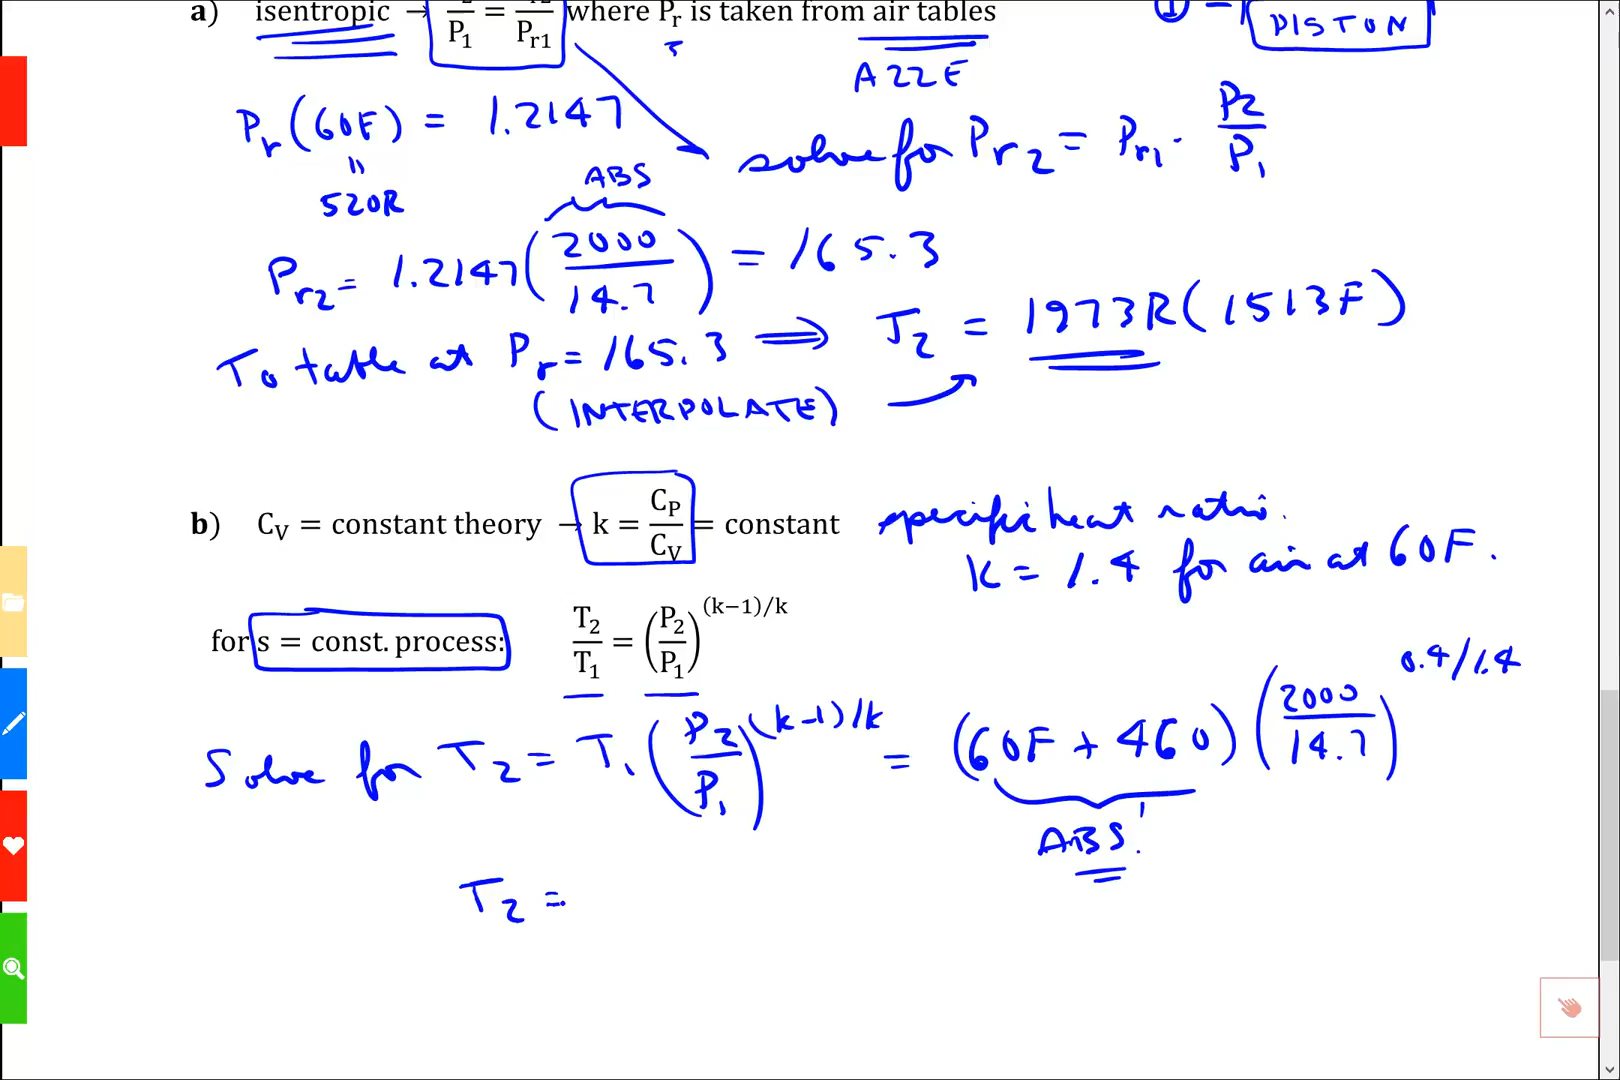 a) isentropic → P₁ = Pr1 where Pr is taken from air tables
① PISTON
A22E
Pr (60F) = 1.2147
"
520R
solve for Pr2 = Pr1 · P2/P1
ABS
Pr2 = 1.2147 (2000/14.7) = 165.3
To table at Pr = 165.3 ⟹ T2 = 1973R (1513F)
(INTERPOLATE)
b) CV = constant theory → k = CP/CV = constant
specific heat ratio.
k = 1.4 for air at 60F.
for s = const. process: T2/T1 = (P2/P1)^(k−1)/k
Solve for T2 = T1 (P2/P1)^(k-1)/k = (60F + 460) (2000/14.7)^0.4/1.4
ABS!
T2 =